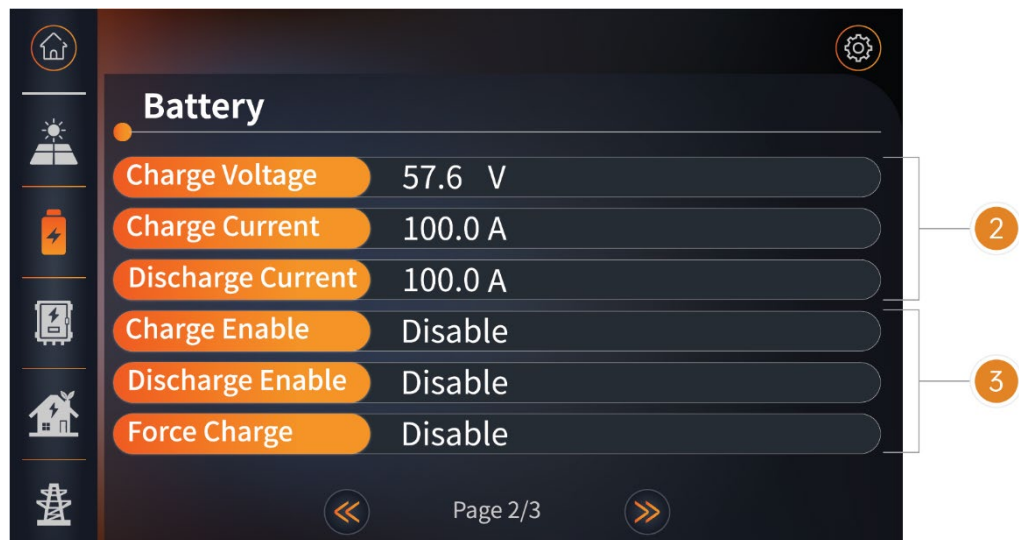 Battery
Charge Voltage 57.6 V
Charge Current 100.0 A
2
Discharge Current 100.0 A
Charge Enable Disable
Discharge Enable Disable
3
Force Charge Disable
Page 2/3